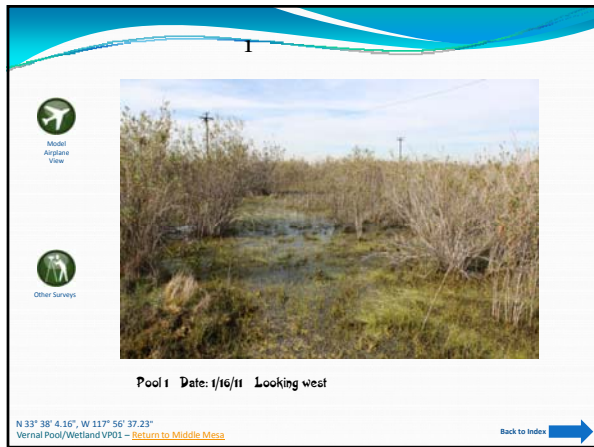 1
Model
Airplane
View
Other Surveys
Pool 1 Date: 1/16/11 Looking west
N 33° 38' 4.16", W 117° 56' 37.23"
Vernal Pool/Wetland VP01 – Return to Middle Mesa
Back to Index